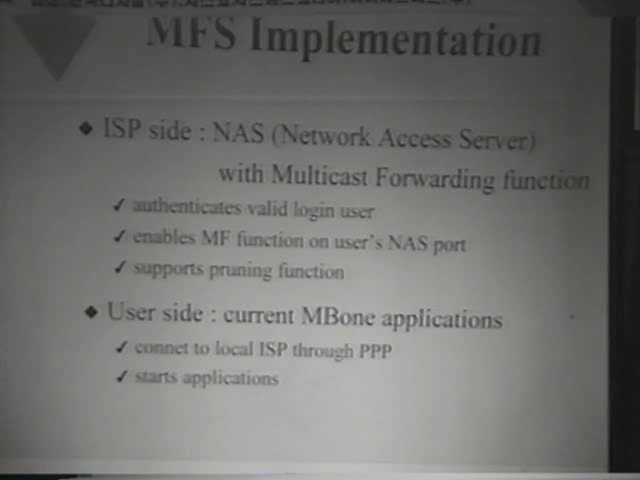 MFS Implementation
◆ ISP side : NAS (Network Access Server)
with Multicast Forwarding function
✓ authenticates valid login user
✓ enables MF function on user's NAS port
✓ supports pruning function
◆ User side : current MBone applications
✓ connet to local ISP through PPP
✓ starts applications